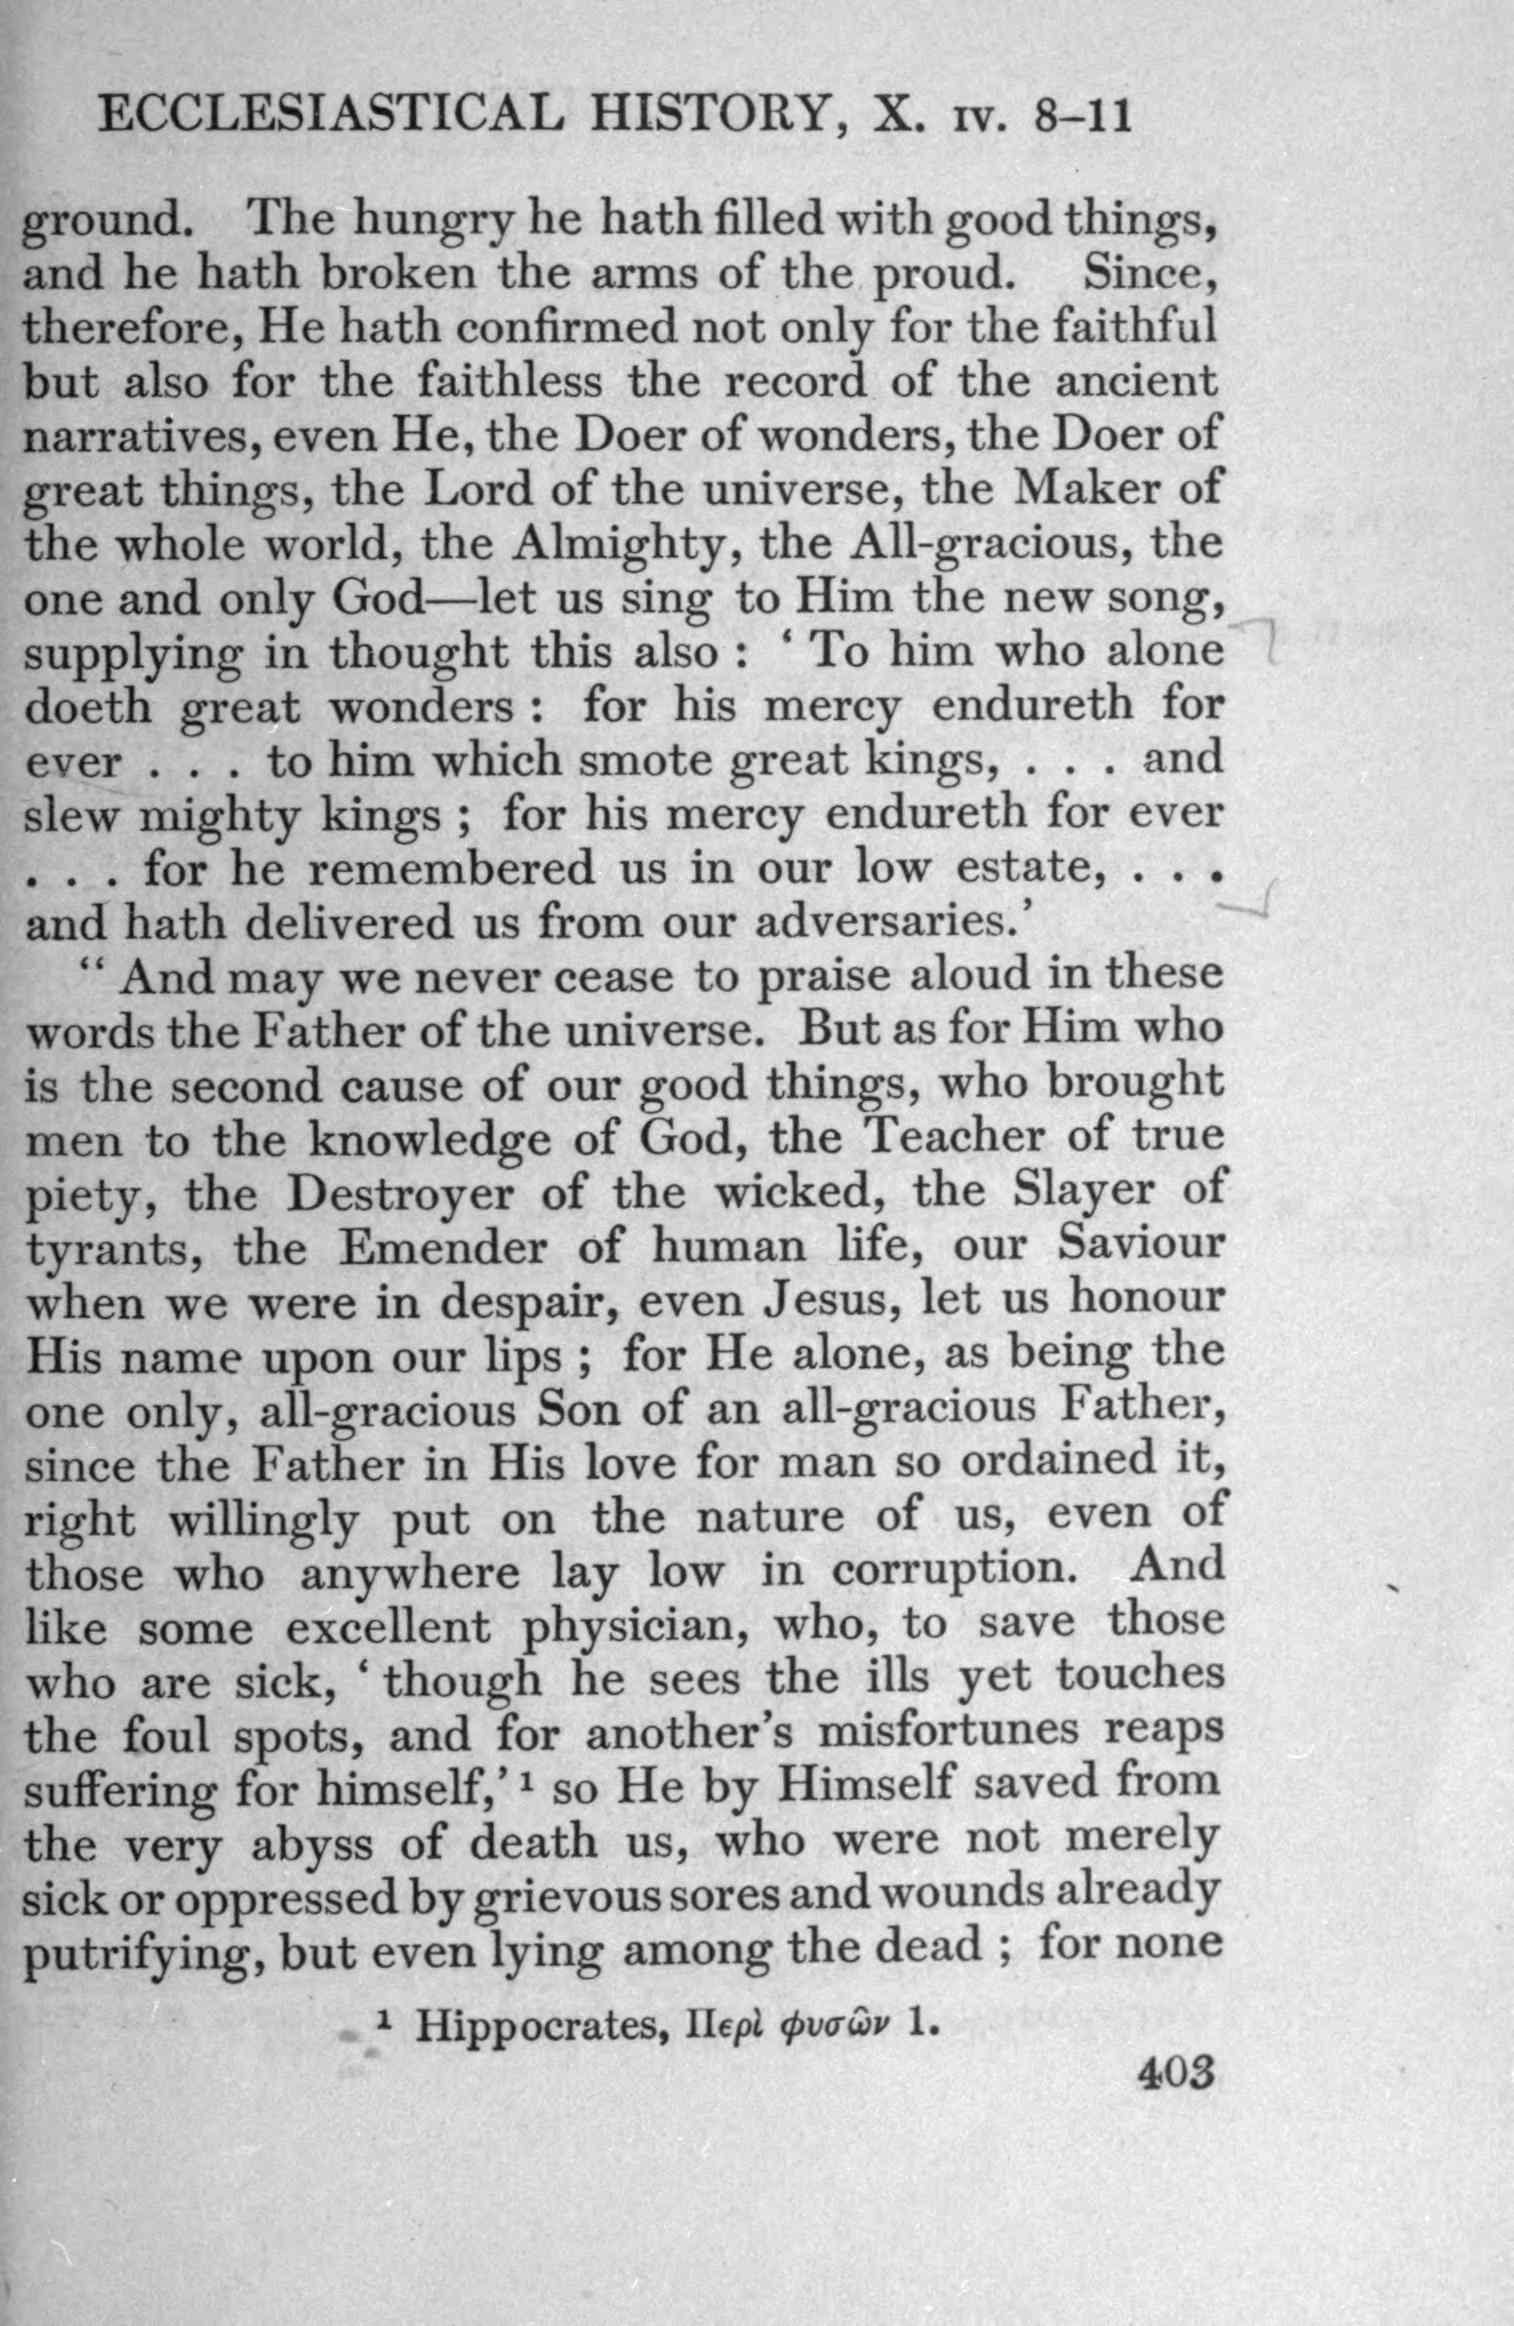 ECCLESIASTICAL HISTORY, X. IV. 8–11
ground. The hungry he hath filled with good things,
and he hath broken the arms of the proud. Since,
therefore, He hath confirmed not only for the faithful
but also for the faithless the record of the ancient
narratives, even He, the Doer of wonders, the Doer of
great things, the Lord of the universe, the Maker of
the whole world, the Almighty, the All-gracious, the
one and only God—let us sing to Him the new song,
supplying in thought this also : ‘ To him who alone
doeth great wonders : for his mercy endureth for
ever . . . to him which smote great kings, . . . and
slew mighty kings ; for his mercy endureth for ever
. . . for he remembered us in our low estate, . . .
and hath delivered us from our adversaries.’
“ And may we never cease to praise aloud in these
words the Father of the universe. But as for Him who
is the second cause of our good things, who brought
men to the knowledge of God, the Teacher of true
piety, the Destroyer of the wicked, the Slayer of
tyrants, the Emender of human life, our Saviour
when we were in despair, even Jesus, let us honour
His name upon our lips ; for He alone, as being the
one only, all-gracious Son of an all-gracious Father,
since the Father in His love for man so ordained it,
right willingly put on the nature of us, even of
those who anywhere lay low in corruption. And
like some excellent physician, who, to save those
who are sick, ‘ though he sees the ills yet touches
the foul spots, and for another’s misfortunes reaps
suffering for himself,’ ¹ so He by Himself saved from
the very abyss of death us, who were not merely
sick or oppressed by grievous sores and wounds already
putrifying, but even lying among the dead ; for none
¹ Hippocrates, Περὶ φυσῶν 1.
403